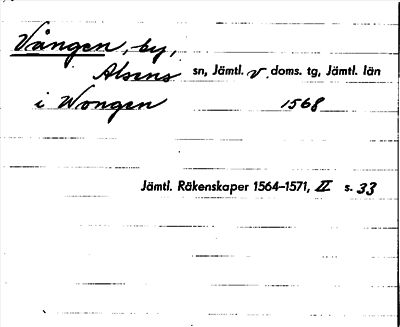 Vången, by,
Alsens sn, Jämtl. v. doms. tg, Jämtl. län
i Wongen 1568
Jämtl. Räkenskaper 1564–1571, II s. 33